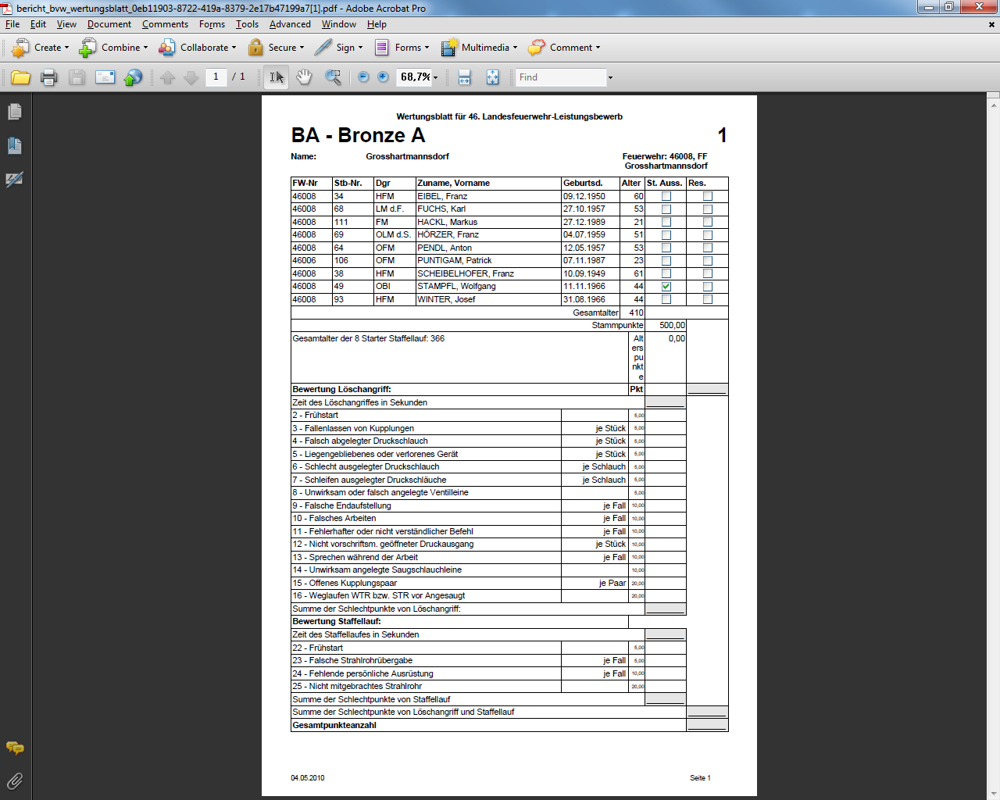 bericht_bvw_wertungsblatt_0eb11903-8722-419a-8379-2e17b47199a7[1].pdf - Adobe Acrobat Pro
File Edit View Document Comments Forms Tools Advanced Window Help
Create Combine Collaborate Secure Sign Forms Multimedia Comment
1 / 1 68,7% Find
Wertungsblatt für 46. Landesfeuerwehr-Leistungsbewerb
BA - Bronze A 1
Name: Grosshartmannsdorf Feuerwehr: 46008, FF
Grosshartmannsdorf
FW-Nr Stb-Nr. Dgr Zuname, Vorname Geburtsd. Alter St. Auss. Res.
46008 34 HFM EIBEL, Franz 09.12.1950 60
46008 68 LM d.F. FUCHS, Karl 27.10.1957 53
46008 111 FM HACKL, Markus 27.12.1989 21
46008 69 OLM d.S. HÖRZER, Franz 04.07.1959 51
46008 64 OFM PENDL, Anton 12.05.1957 53
46006 106 OFM PUNTIGAM, Patrick 07.11.1987 23
46008 38 HFM SCHEIBELHOFER, Franz 10.09.1949 61
46008 49 OBI STAMPFL, Wolfgang 11.11.1966 44
46008 93 HFM WINTER, Josef 31.08.1966 44
Gesamtalter 410
Stammpunkte 500,00
Gesamtalter der 8 Starter Staffellauf: 366 Alt 0,00
ers
pu
nkt
e
Bewertung Löschangriff: Pkt
Zeit des Löschangriffes in Sekunden
2 - Frühstart 5,00
3 - Fallenlassen von Kupplungen je Stück 5,00
4 - Falsch abgelegter Druckschlauch je Stück 5,00
5 - Liegengebliebenes oder verlorenes Gerät je Stück 5,00
6 - Schlecht ausgelegter Druckschlauch je Schlauch 5,00
7 - Schleifen ausgelegter Druckschläuche je Schlauch 5,00
8 - Unwirksam oder falsch angelegte Ventilleine 5,00
9 - Falsche Endaufstellung je Fall 10,00
10 - Falsches Arbeiten je Fall 10,00
11 - Fehlerhafter oder nicht verständlicher Befehl je Fall 10,00
12 - Nicht vorschriftsm. geöffneter Druckausgang je Stück 10,00
13 - Sprechen während der Arbeit je Fall 10,00
14 - Unwirksam angelegte Saugschlauchleine 10,00
15 - Offenes Kupplungspaar je Paar 20,00
16 - Weglaufen WTR bzw. STR vor Angesaugt 20,00
Summe der Schlechtpunkte von Löschangriff:
Bewertung Staffellauf:
Zeit des Staffellaufes in Sekunden
22 - Frühstart 5,00
23 - Falsche Strahlrohrübergabe je Fall 5,00
24 - Fehlende persönliche Ausrüstung je Fall 10,00
25 - Nicht mitgebrachtes Strahlrohr 20,00
Summe der Schlechtpunkte von Staffellauf
Summe der Schlechtpunkte von Löschangriff und Staffellauf
Gesamtpunkteanzahl
04.05.2010 Seite 1